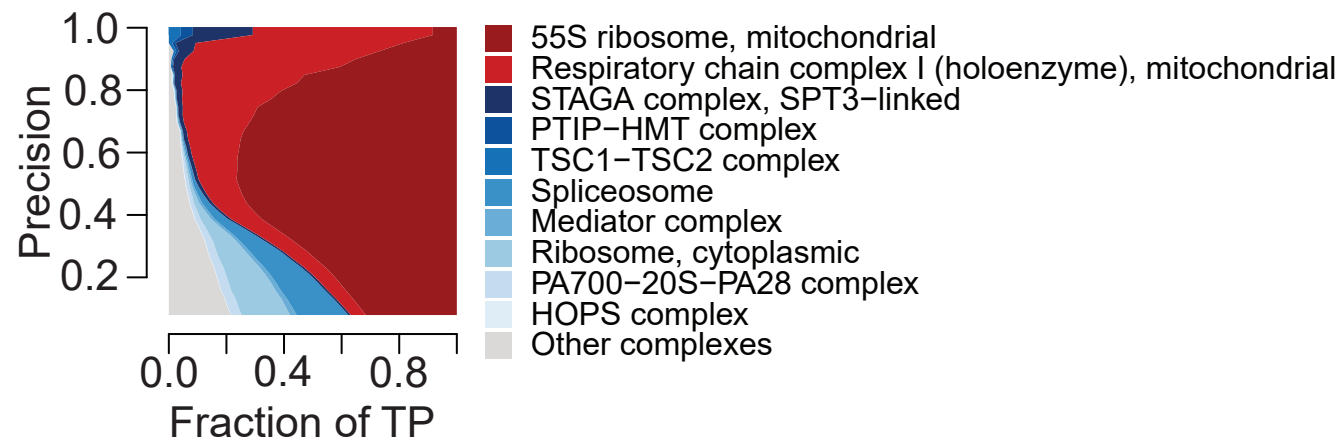 Precision
1.0
0.8
0.6
0.4
0.2
0.0 0.4 0.8
Fraction of TP
55S ribosome, mitochondrial
Respiratory chain complex I (holoenzyme), mitochondrial
STAGA complex, SPT3−linked
PTIP−HMT complex
TSC1−TSC2 complex
Spliceosome
Mediator complex
Ribosome, cytoplasmic
PA700−20S−PA28 complex
HOPS complex
Other complexes